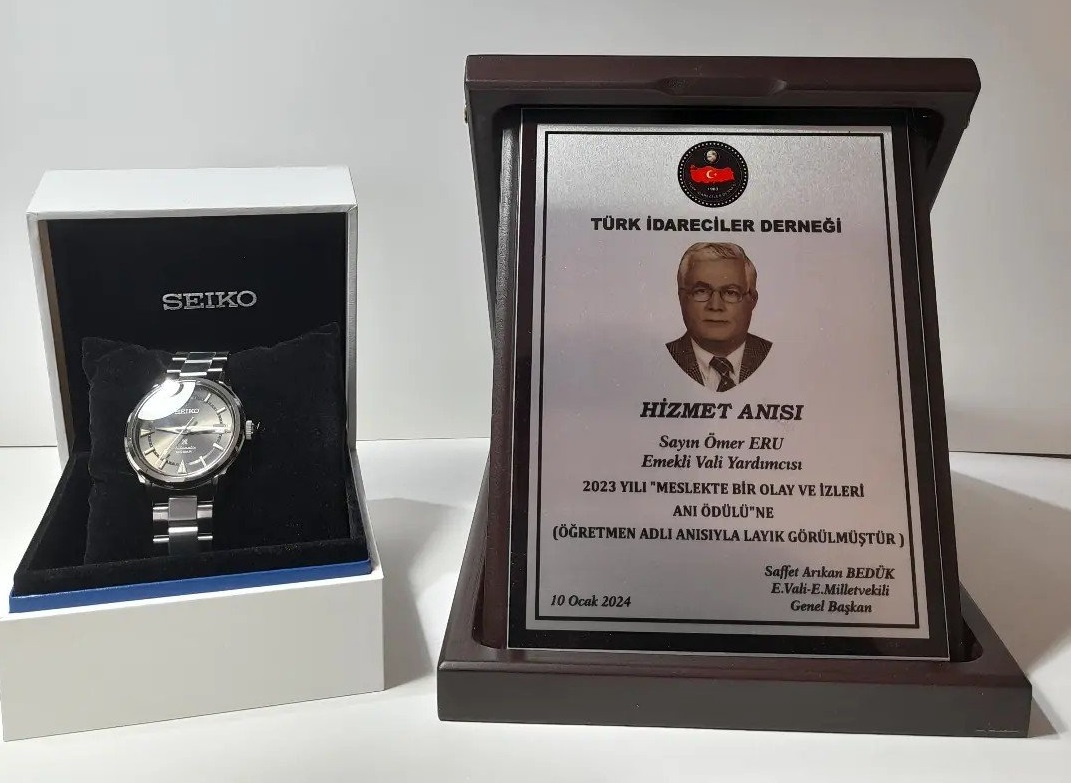 SEIKO
SEIKO
TÜRK İDARECİLER DERNEĞİ
HİZMET ANISI
Sayın Ömer ERU
Emekli Vali Yardımcısı
2023 YILI "MESLEKTE BİR OLAY VE İZLERİ
ANI ÖDÜLÜ"NE
(ÖĞRETMEN ADLI ANISIYLA LAYIK GÖRÜLMÜŞTÜR )
Saffet Arıkan BEDÜK
E.Vali-E.Milletvekili
10 Ocak 2024
Genel Başkan